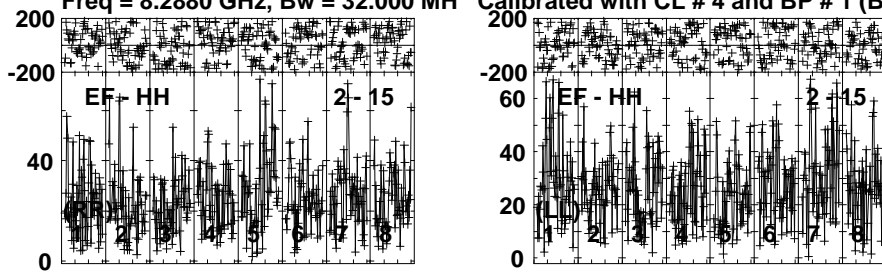 Freq = 8.2880 GHz, Bw = 32.000 MH Calibrated with CL # 4 and BP # 1 (B
200 200
-200 -200
EF - HH 2 - 15 60 EF - HH 2 - 15
40 40
(RR) 20 (LL)
1 2 3 4 5 6 7 8 1 2 3 4 5 6 7 8
0 0